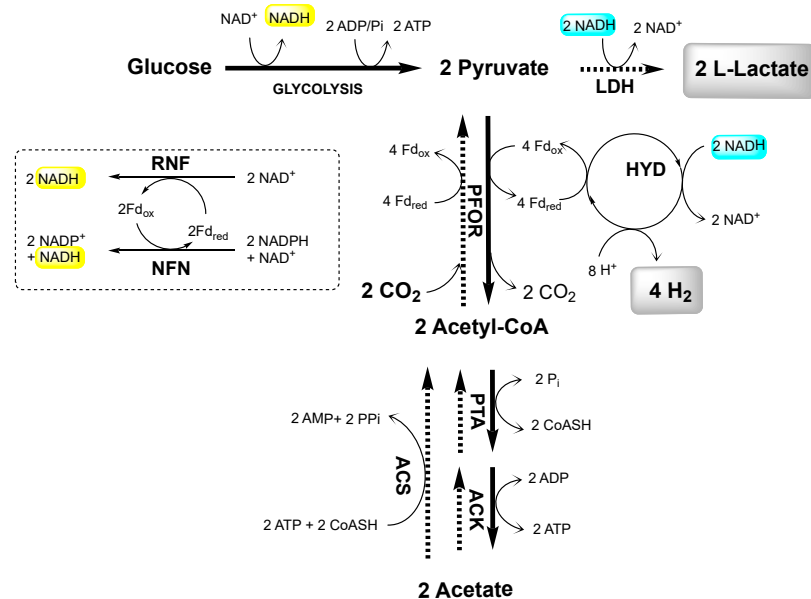 NAD⁺ NADH 2 ADP/Pi 2 ATP 2 NADH 2 NAD⁺
Glucose 2 Pyruvate 2 L-Lactate
GLYCOLYSIS LDH
RNF
2 NADH 2 NAD⁺
2Fdox 2Fdred
2 NADP⁺ 2 NADPH
+ NADH + NAD⁺
NFN
4 Fdox 4 Fdox HYD 2 NADH
4 Fdred PFOR 4 Fdred 2 NAD⁺
8 H⁺
2 CO₂ 2 CO₂ 4 H₂
2 Acetyl-CoA
2 Pi
2 AMP+ 2 PPi PTA 2 CoASH
ACS
2 ADP
2 ATP + 2 CoASH ACK 2 ATP
2 Acetate